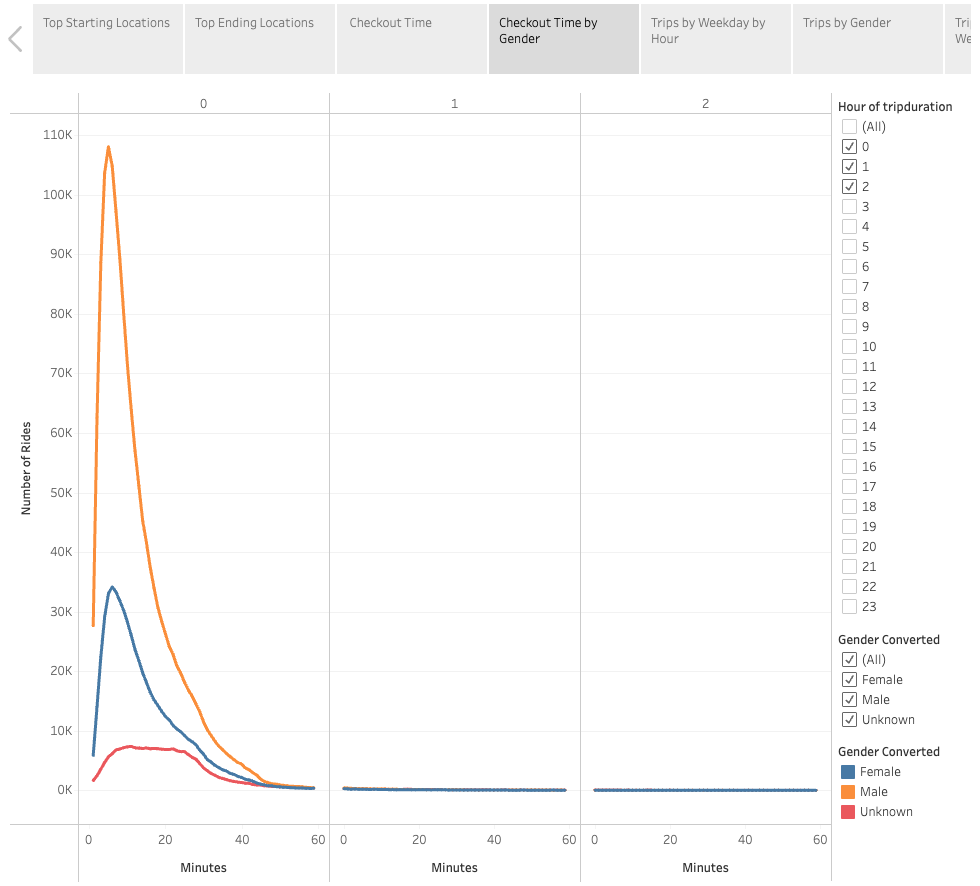 Top Starting Locations
Top Ending Locations
Checkout Time
Checkout Time by
Gender
Trips by Weekday by
Hour
Trips by Gender
Tri
We
0
1
2
110K
100K
90K
80K
70K
60K
50K
40K
30K
20K
10K
0K
Number of Rides
0 20 40 60
0 20 40 60
0 20 40 60
Minutes
Minutes
Minutes
Hour of tripduration
(All)
0
1
2
3
4
5
6
7
8
9
10
11
12
13
14
15
16
17
18
19
20
21
22
23
Gender Converted
(All)
Female
Male
Unknown
Gender Converted
Female
Male
Unknown